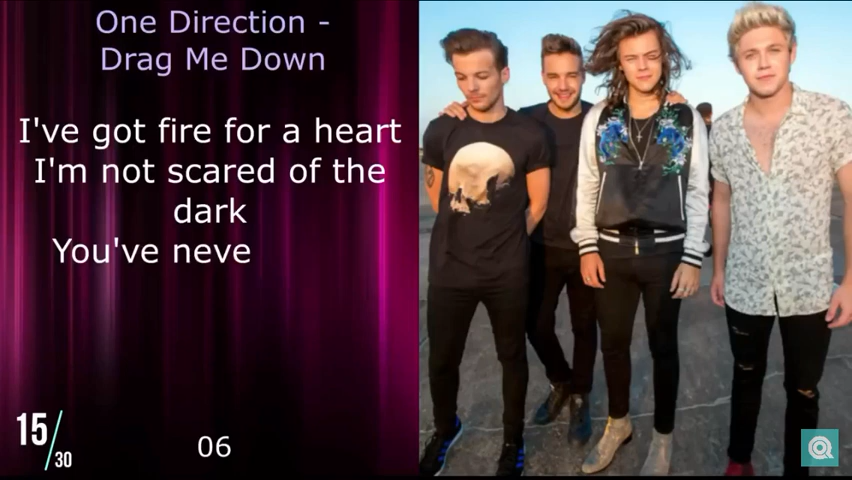 One Direction -
Drag Me Down
I've got fire for a heart
I'm not scared of the
dark
You've neve
15/30
06